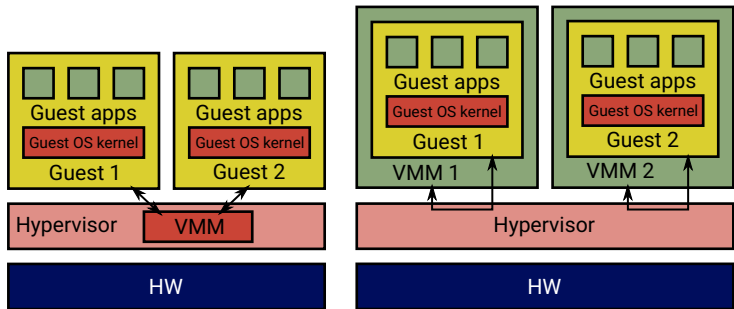 Guest apps
Guest OS kernel
Guest 1
Guest apps
Guest OS kernel
Guest 2
Hypervisor
VMM
HW
Guest apps
Guest OS kernel
Guest 1
VMM 1
Guest apps
Guest OS kernel
Guest 2
VMM 2
Hypervisor
HW